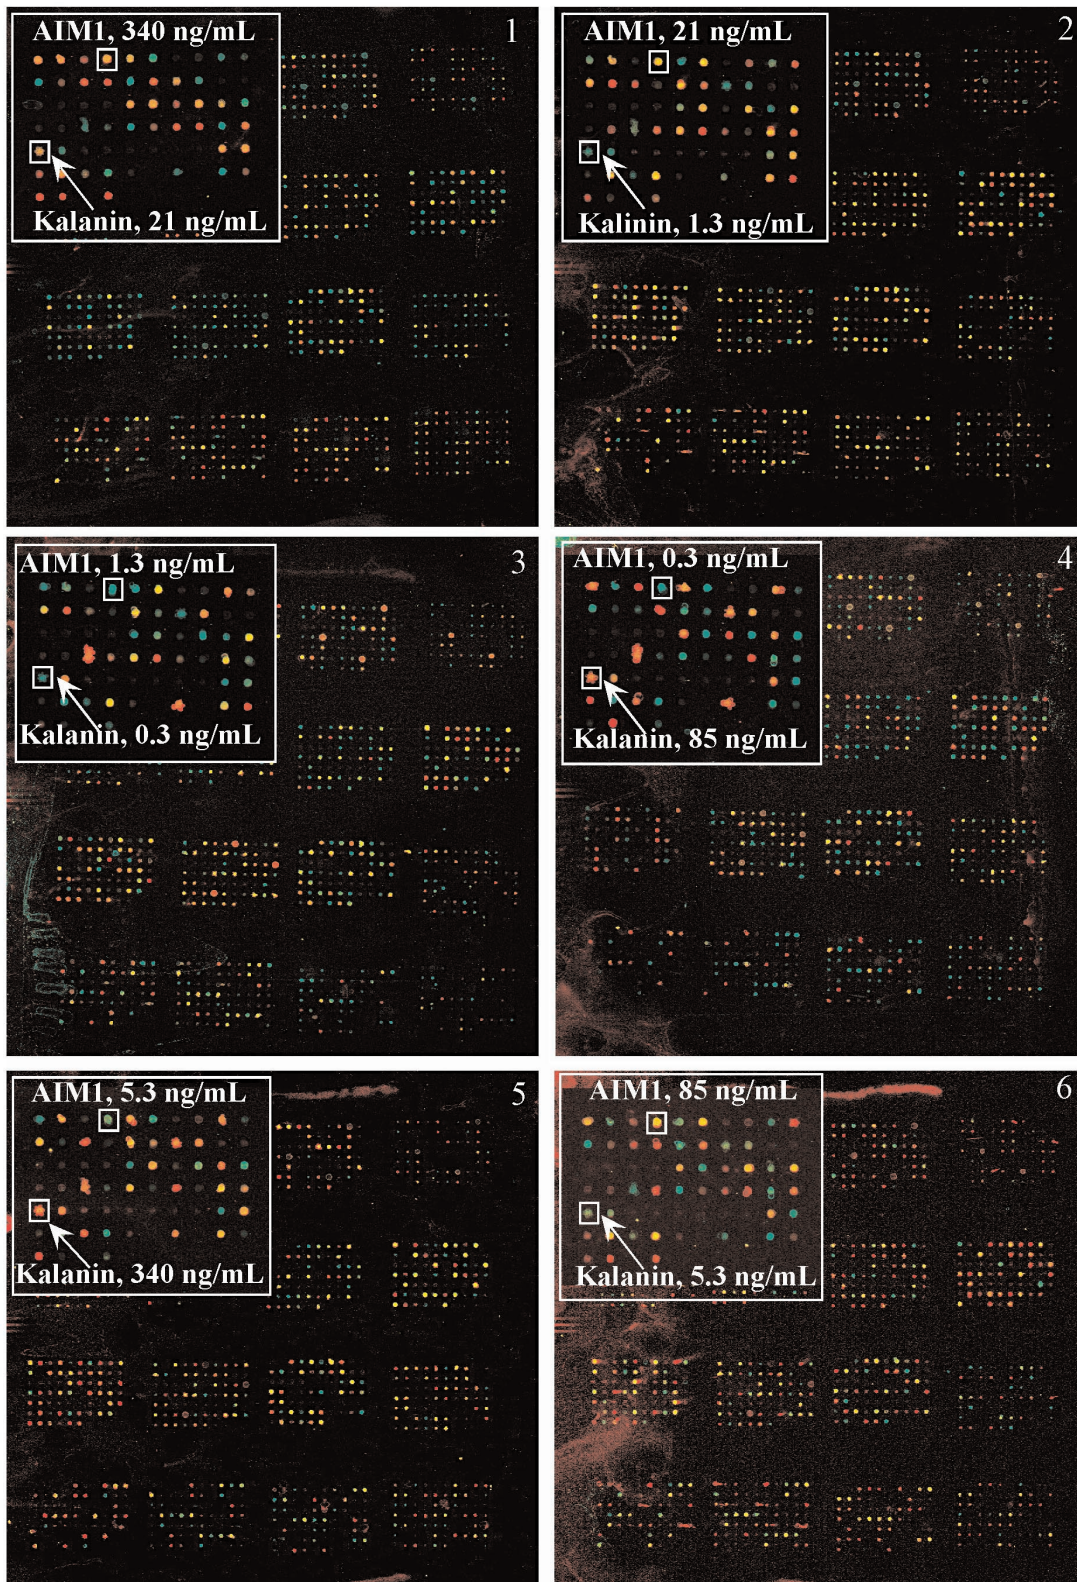 AIM1, 340 ng/mL
1
Kalanin, 21 ng/mL
AIM1, 21 ng/mL
2
Kalinin, 1.3 ng/mL
AIM1, 1.3 ng/mL
3
Kalanin, 0.3 ng/mL
AIM1, 0.3 ng/mL
4
Kalanin, 85 ng/mL
AIM1, 5.3 ng/mL
5
Kalanin, 340 ng/mL
AIM1, 85 ng/mL
6
Kalanin, 5.3 ng/mL